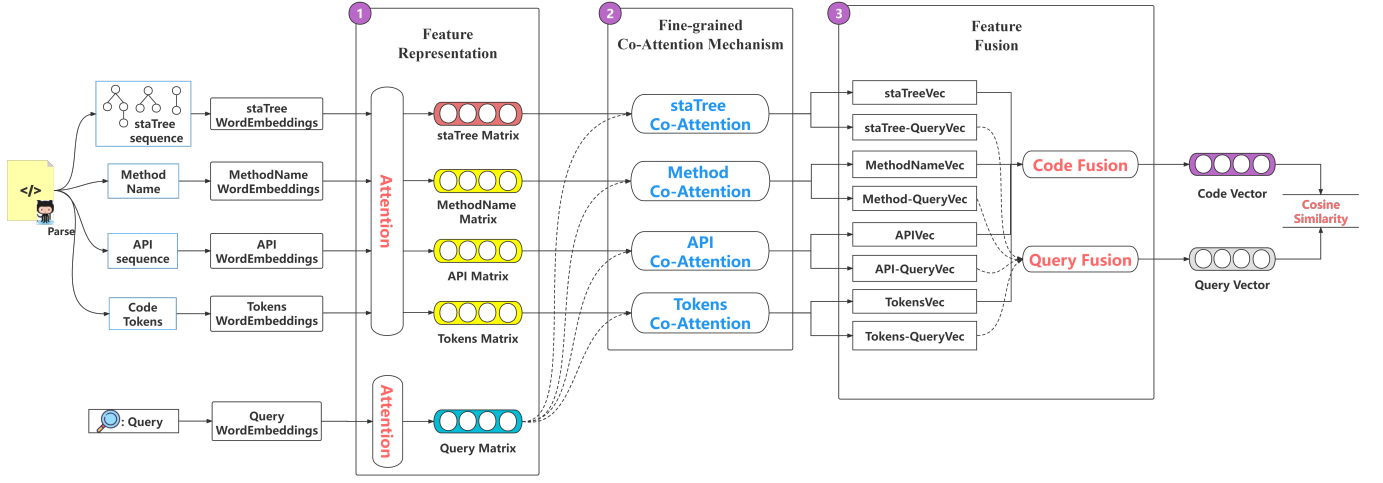 1
Feature
Representation
2
Fine-grained
Co-Attention Mechanism
3
Feature
Fusion
</>
Parse
staTree
sequence
staTree
WordEmbeddings
Method
Name
MethodName
WordEmbeddings
API
sequence
API
WordEmbeddings
Code
Tokens
Tokens
WordEmbeddings
: Query
Query
WordEmbeddings
Attention
Attention
staTree Matrix
MethodName
Matrix
API Matrix
Tokens Matrix
Query Matrix
staTree
Co-Attention
Method
Co-Attention
API
Co-Attention
Tokens
Co-Attention
staTreeVec
staTree-QueryVec
MethodNameVec
Method-QueryVec
APIVec
API-QueryVec
TokensVec
Tokens-QueryVec
Code Fusion
Query Fusion
Code Vector
Query Vector
Cosine
Similarity